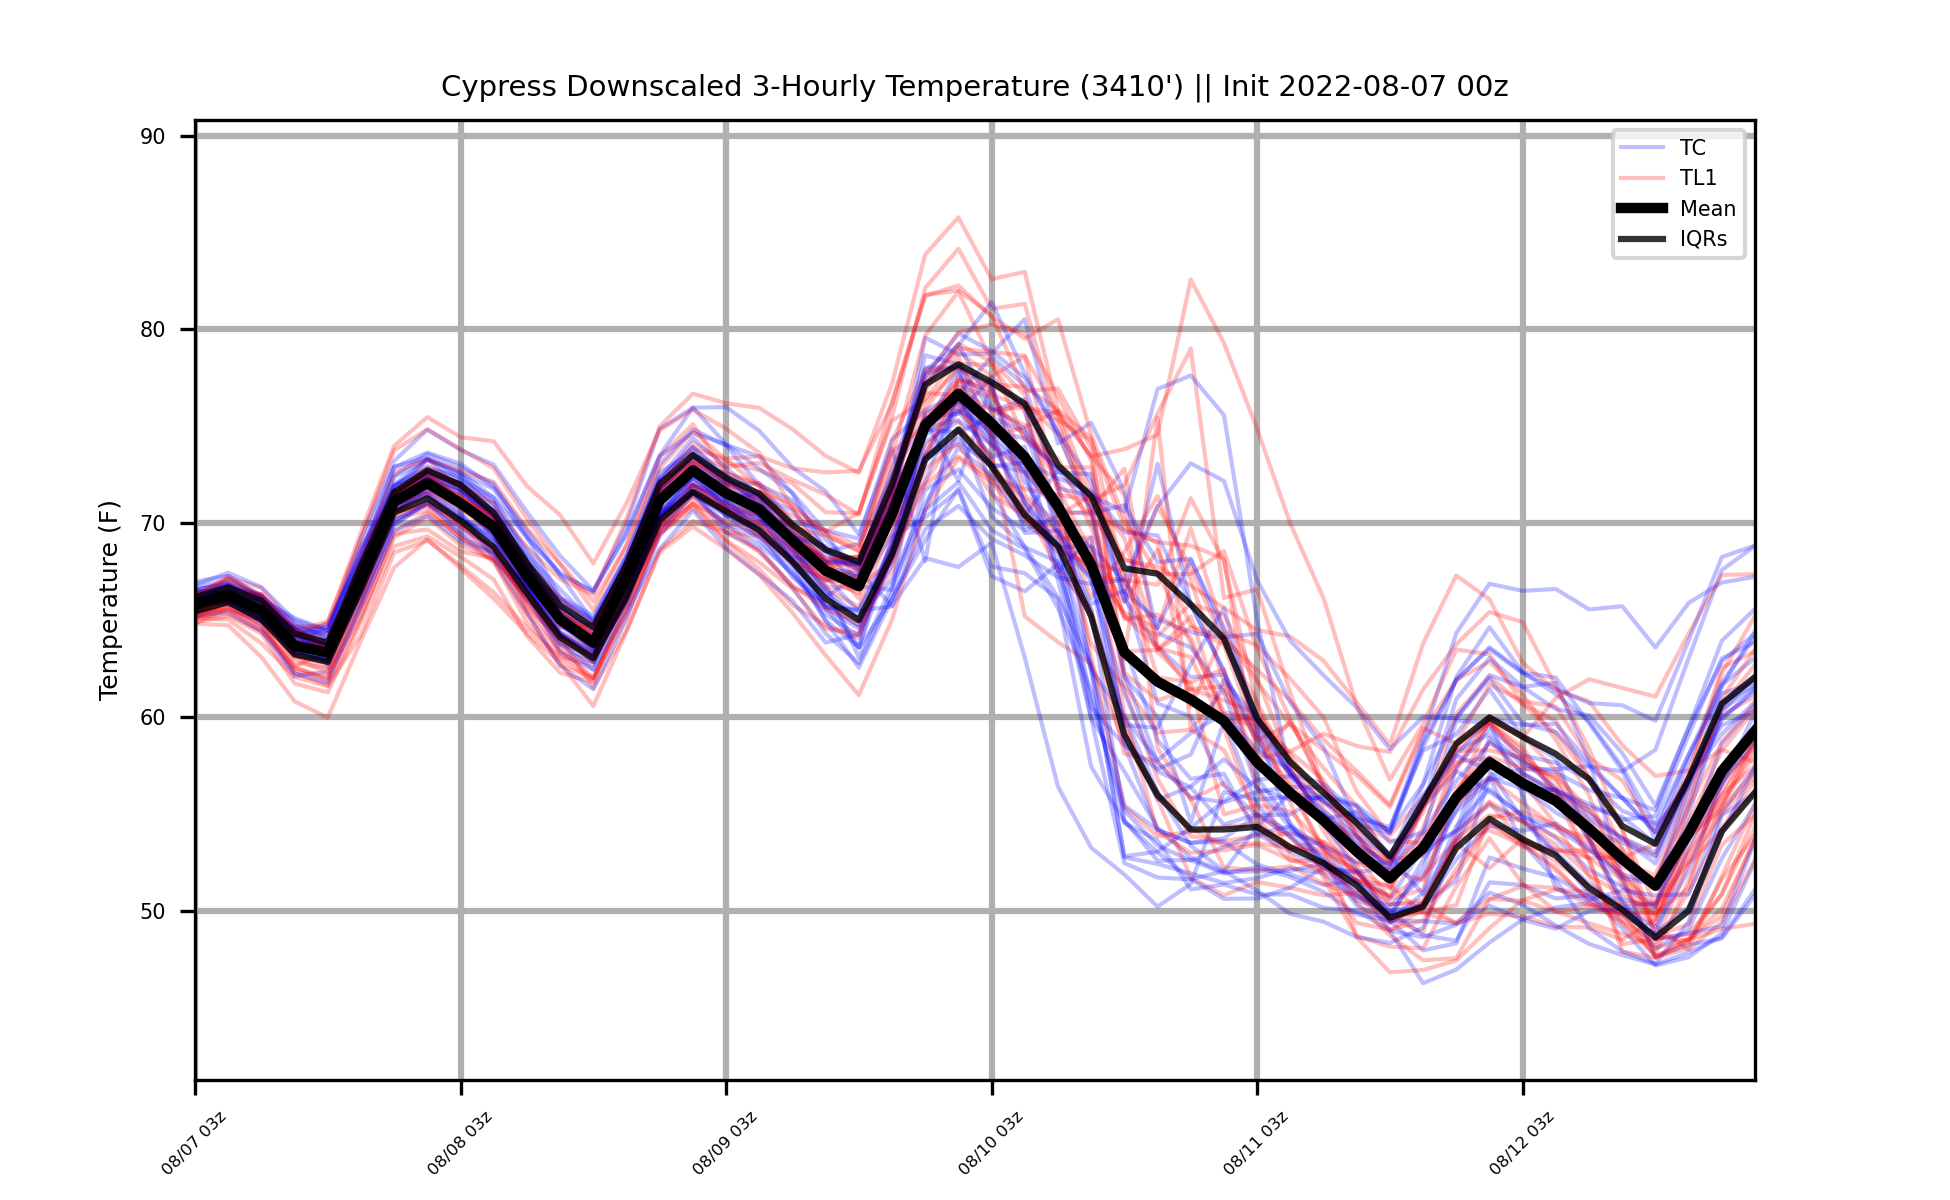 Cypress Downscaled 3-Hourly Temperature (3410') || Init 2022-08-07 00z
TC
TL1
Mean
IQRs
Temperature (F)
90
80
70
60
50
08/07 03z
08/08 03z
08/09 03z
08/10 03z
08/11 03z
08/12 03z